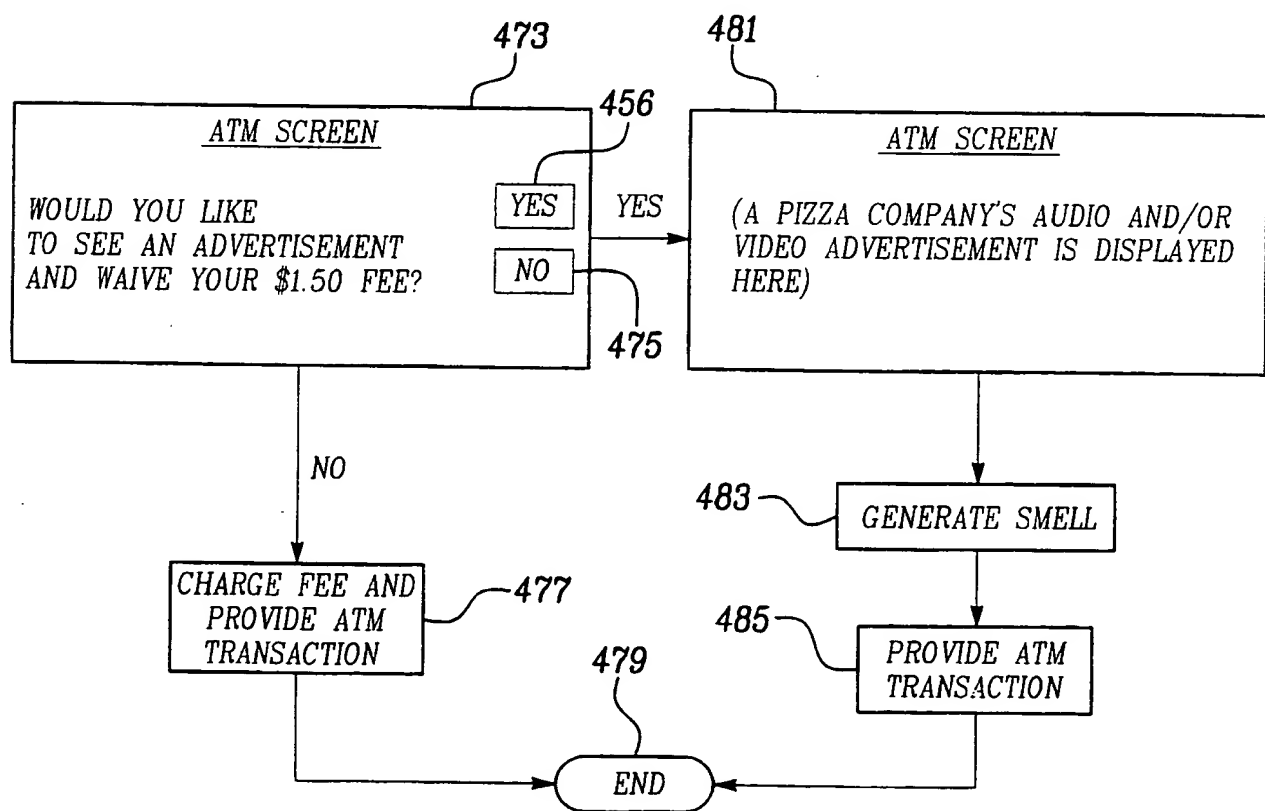 473
ATM SCREEN
456
WOULD YOU LIKE
TO SEE AN ADVERTISEMENT
AND WAIVE YOUR $1.50 FEE?
YES
NO
475
YES
481
ATM SCREEN
(A PIZZA COMPANY'S AUDIO AND/OR
VIDEO ADVERTISEMENT IS DISPLAYED
HERE)
NO
483
GENERATE SMELL
CHARGE FEE AND
PROVIDE ATM
TRANSACTION
477
485
PROVIDE ATM
TRANSACTION
479
END